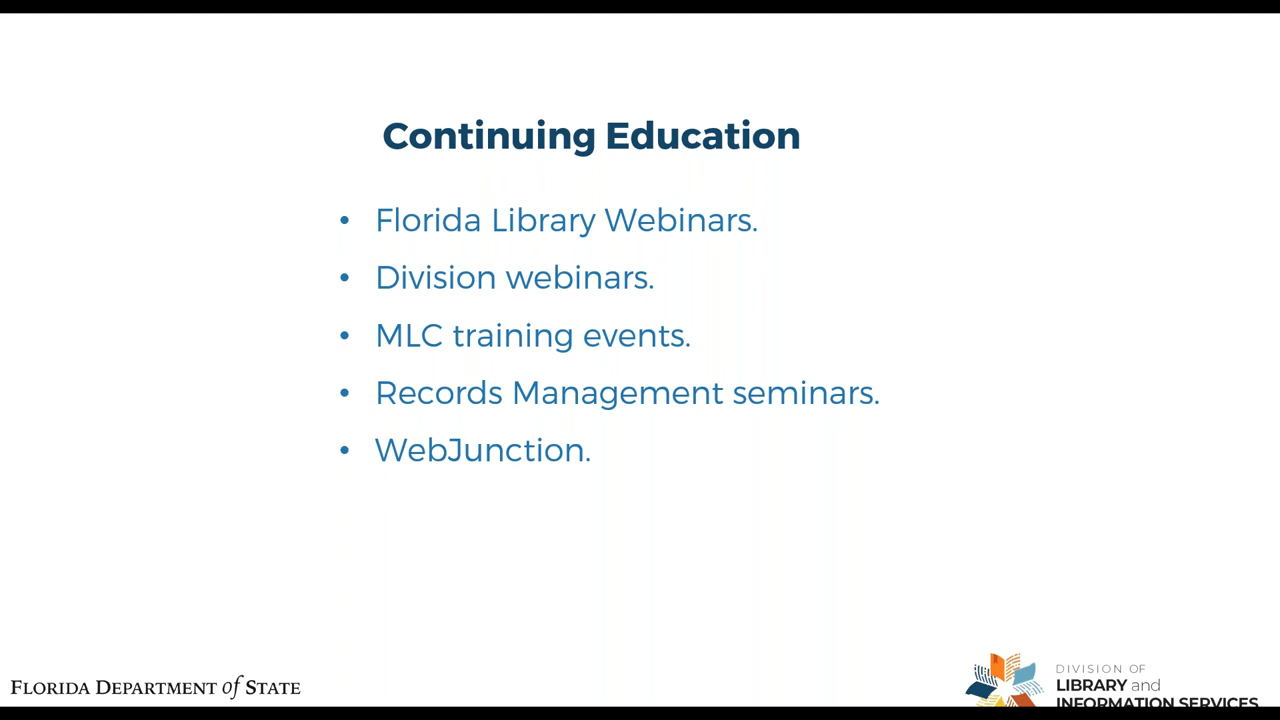 Continuing Education
• Florida Library Webinars.
• Division webinars.
• MLC training events.
• Records Management seminars.
• WebJunction.
FLORIDA DEPARTMENT of STATE
DIVISION OF
LIBRARY and
INFORMATION SERVICES